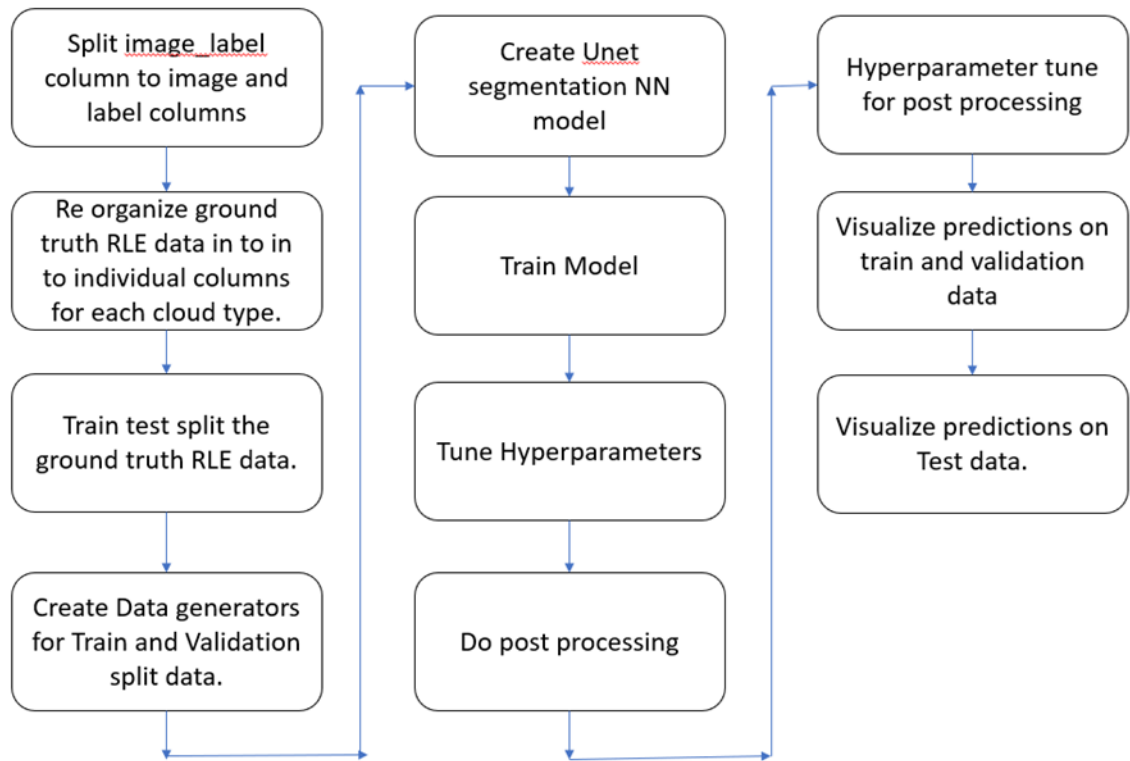 Split image_label
column to image and
label columns
Re organize ground
truth RLE data in to in
to individual columns
for each cloud type.
Train test split the
ground truth RLE data.
Create Data generators
for Train and Validation
split data.
Create Unet
segmentation NN
model
Train Model
Tune Hyperparameters
Do post processing
Hyperparameter tune
for post processing
Visualize predictions on
train and validation
data
Visualize predictions on
Test data.